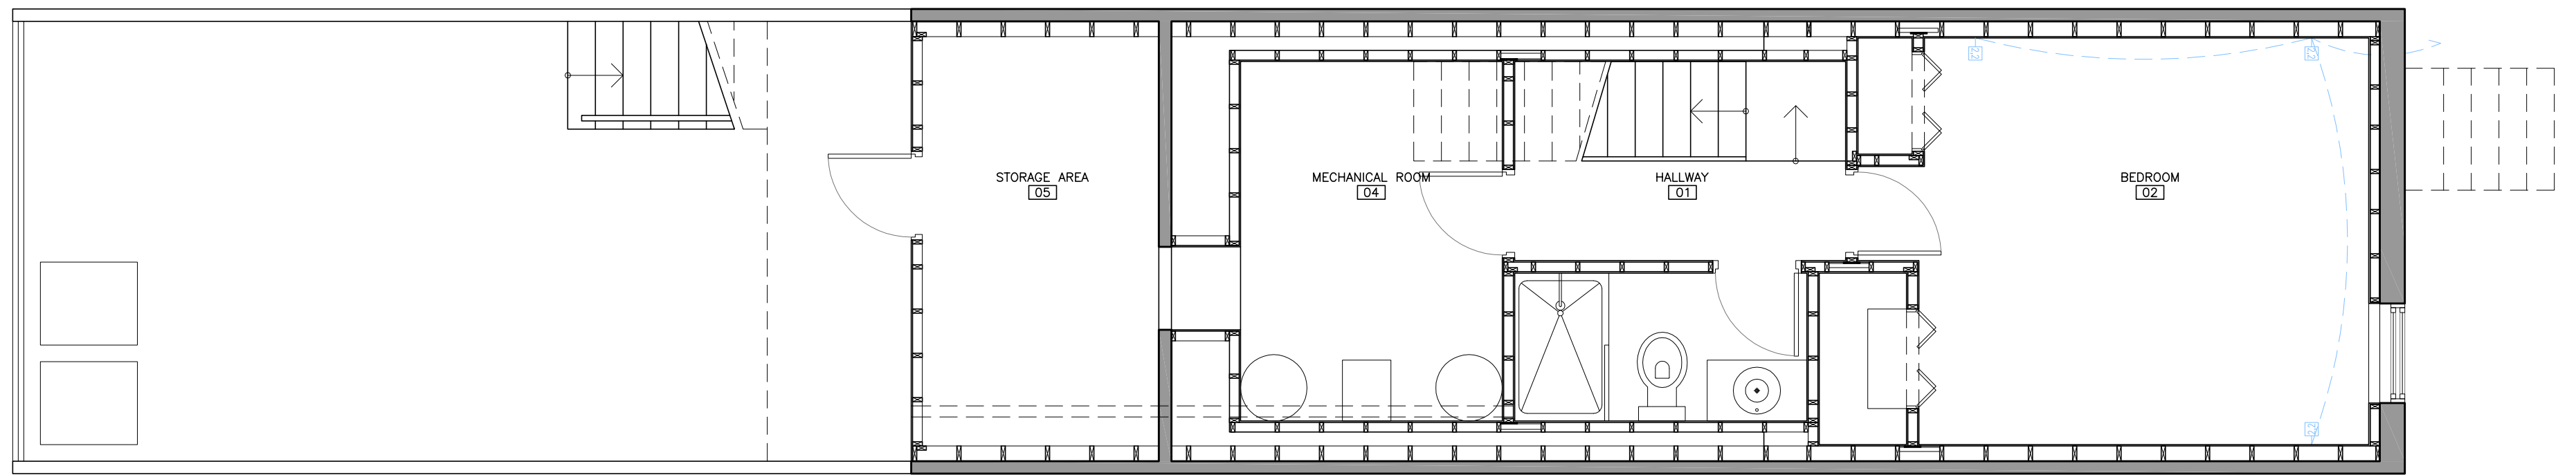 STORAGE AREA
05
MECHANICAL ROOM
04
HALLWAY
01
BEDROOM
02